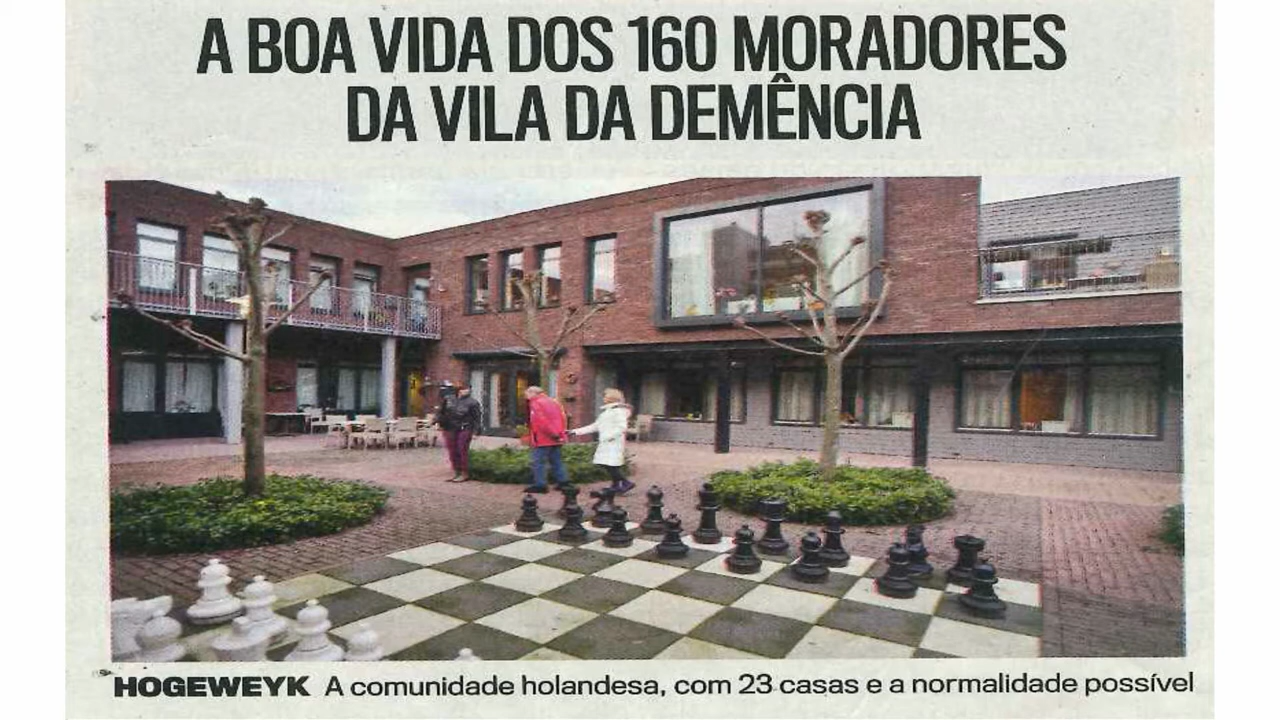 A BOA VIDA DOS 160 MORADORES
DA VILA DA DEMÊNCIA
HOGEWEYK A comunidade holandesa, com 23 casas e a normalidade possível